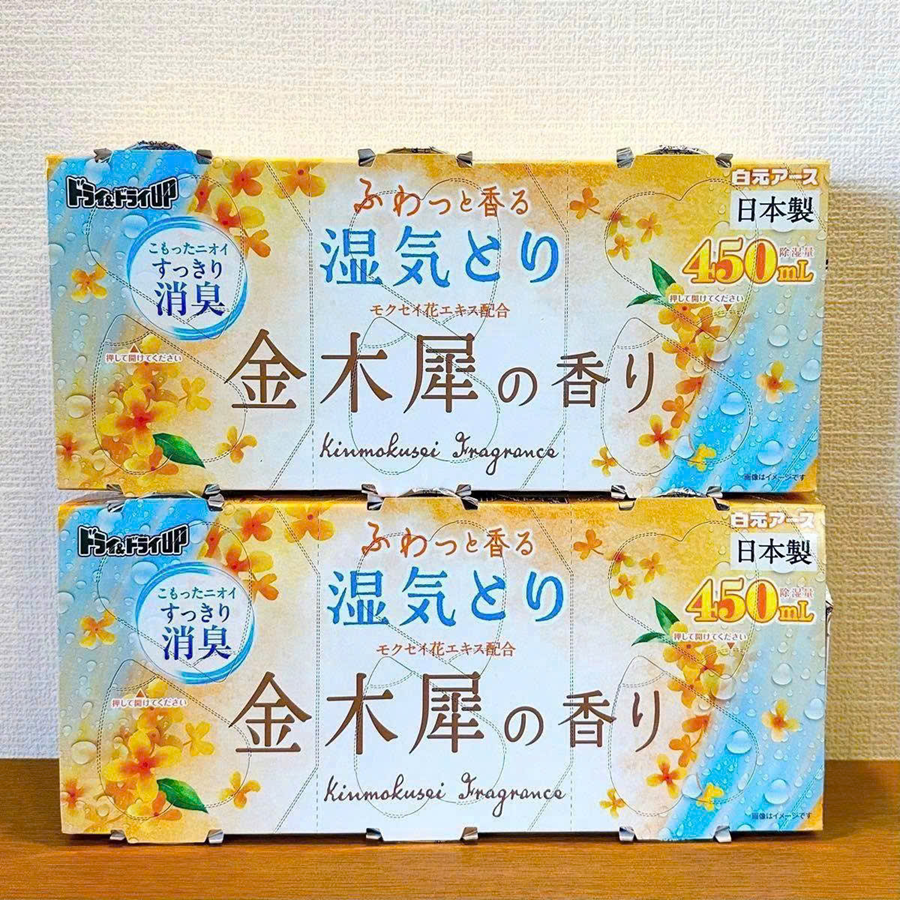 ドライ&ドライUP
白元アース
日本製
ふわっと香る
湿気とり
モクセイ花エキス配合
こもったニオイ
すっきり
消臭
除湿量
450mL
押して開けてください
押して開けてください
金木犀の香り
Kinmokusei Fragrance
※画像はイメージです
ドライ&ドライUP
白元アース
日本製
ふわっと香る
湿気とり
モクセイ花エキス配合
こもったニオイ
すっきり
消臭
除湿量
450mL
押して開けてください
押して開けてください
金木犀の香り
Kinmokusei Fragrance
※画像はイメージです